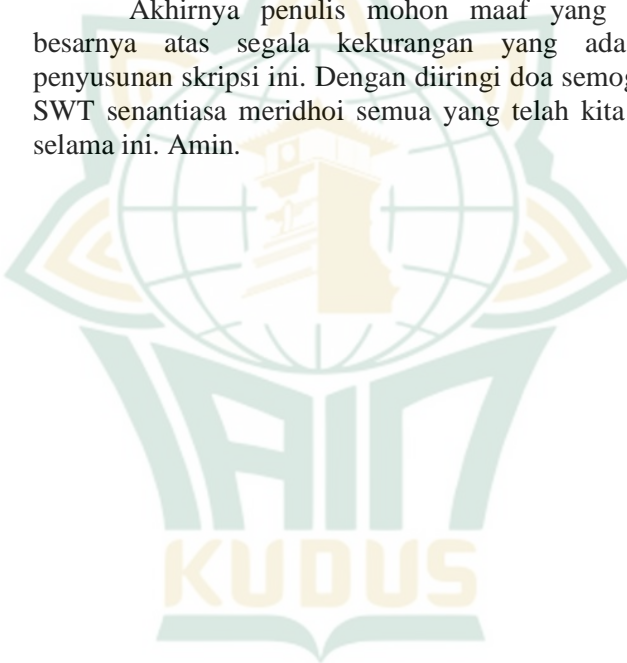 Akhirnya penulis mohon maaf yang
besarnya atas segala kekurangan yang ada
penyusunan skripsi ini. Dengan diiringi doa
SWT senantiasa meridhoi semua yang telah kita
selama ini. Amin.
IAIN
KUDUS